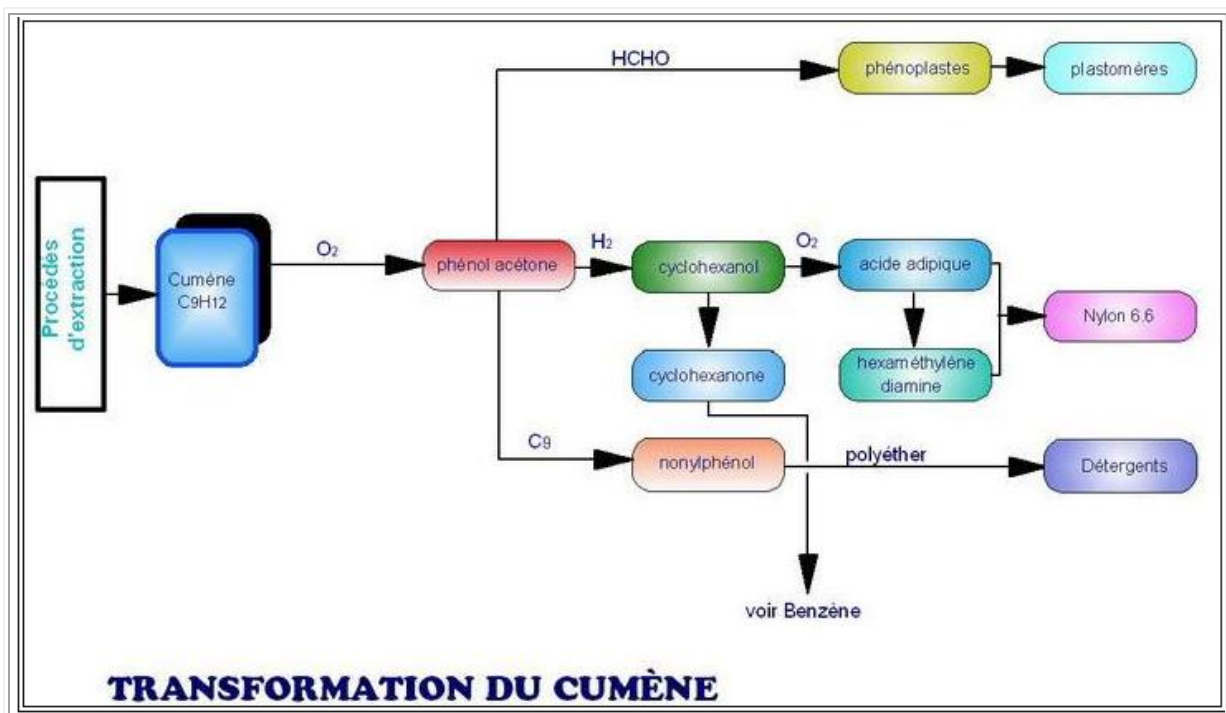 HCHO
phénoplastes
plastomères
Procédés
d'extraction
Cumène
C9H12
O2
phénol acétone
H2
cyclohexanol
O2
acide adipique
Nylon 6.6
cyclohexanone
hexaméthylène
diamine
C9
nonylphénol
polyéther
Détergents
voir Benzène
TRANSFORMATION DU CUMÈNE